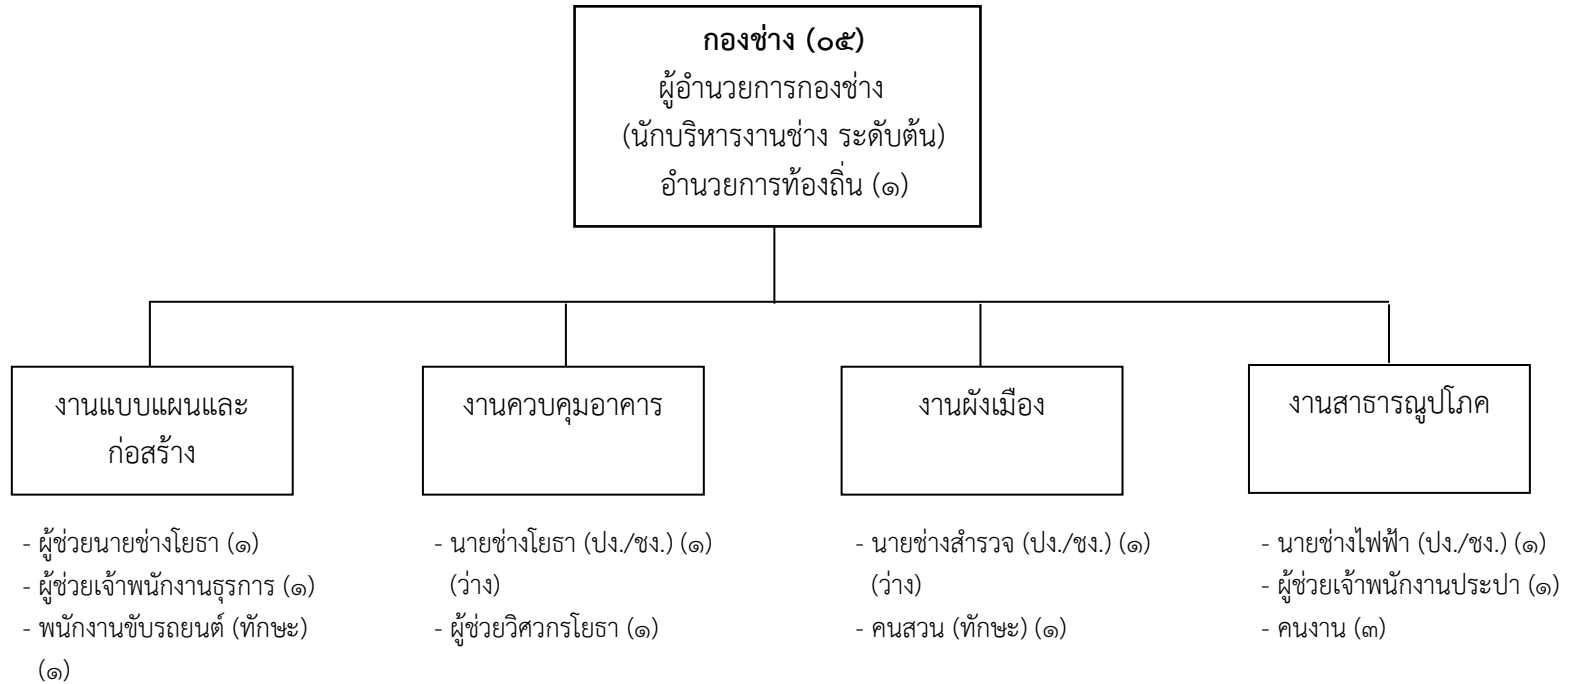 กองช่าง (๐๕)
ผู้อำนวยการกองช่าง
(นักบริหารงานช่าง ระดับต้น)
อำนวยการท้องถิ่น (๑)
งานแบบแผนและ
ก่อสร้าง
งานควบคุมอาคาร
งานผังเมือง
งานสาธารณูปโภค
- ผู้ช่วยนายช่างโยธา (๑)
- ผู้ช่วยเจ้าพนักงานธุรการ (๑)
- พนักงานขับรถยนต์ (ทักษะ)
(๑)
- นายช่างโยธา (ปง./ชง.) (๑)
(ว่าง)
- ผู้ช่วยวิศวกรโยธา (๑)
- นายช่างสำรวจ (ปง./ชง.) (๑)
(ว่าง)
- คนสวน (ทักษะ) (๑)
- นายช่างไฟฟ้า (ปง./ชง.) (๑)
- ผู้ช่วยเจ้าพนักงานประปา (๑)
- คนงาน (๓)